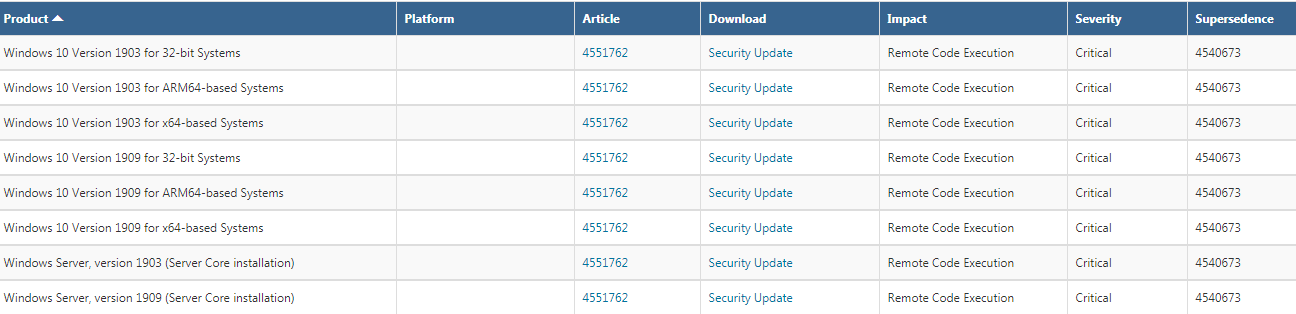 Product Platform Article Download Impact Severity Supersedence
Windows 10 Version 1903 for 32-bit Systems 4551762 Security Update Remote Code Execution Critical 4540673
Windows 10 Version 1903 for ARM64-based Systems 4551762 Security Update Remote Code Execution Critical 4540673
Windows 10 Version 1903 for x64-based Systems 4551762 Security Update Remote Code Execution Critical 4540673
Windows 10 Version 1909 for 32-bit Systems 4551762 Security Update Remote Code Execution Critical 4540673
Windows 10 Version 1909 for ARM64-based Systems 4551762 Security Update Remote Code Execution Critical 4540673
Windows 10 Version 1909 for x64-based Systems 4551762 Security Update Remote Code Execution Critical 4540673
Windows Server, version 1903 (Server Core installation) 4551762 Security Update Remote Code Execution Critical 4540673
Windows Server, version 1909 (Server Core installation) 4551762 Security Update Remote Code Execution Critical 4540673